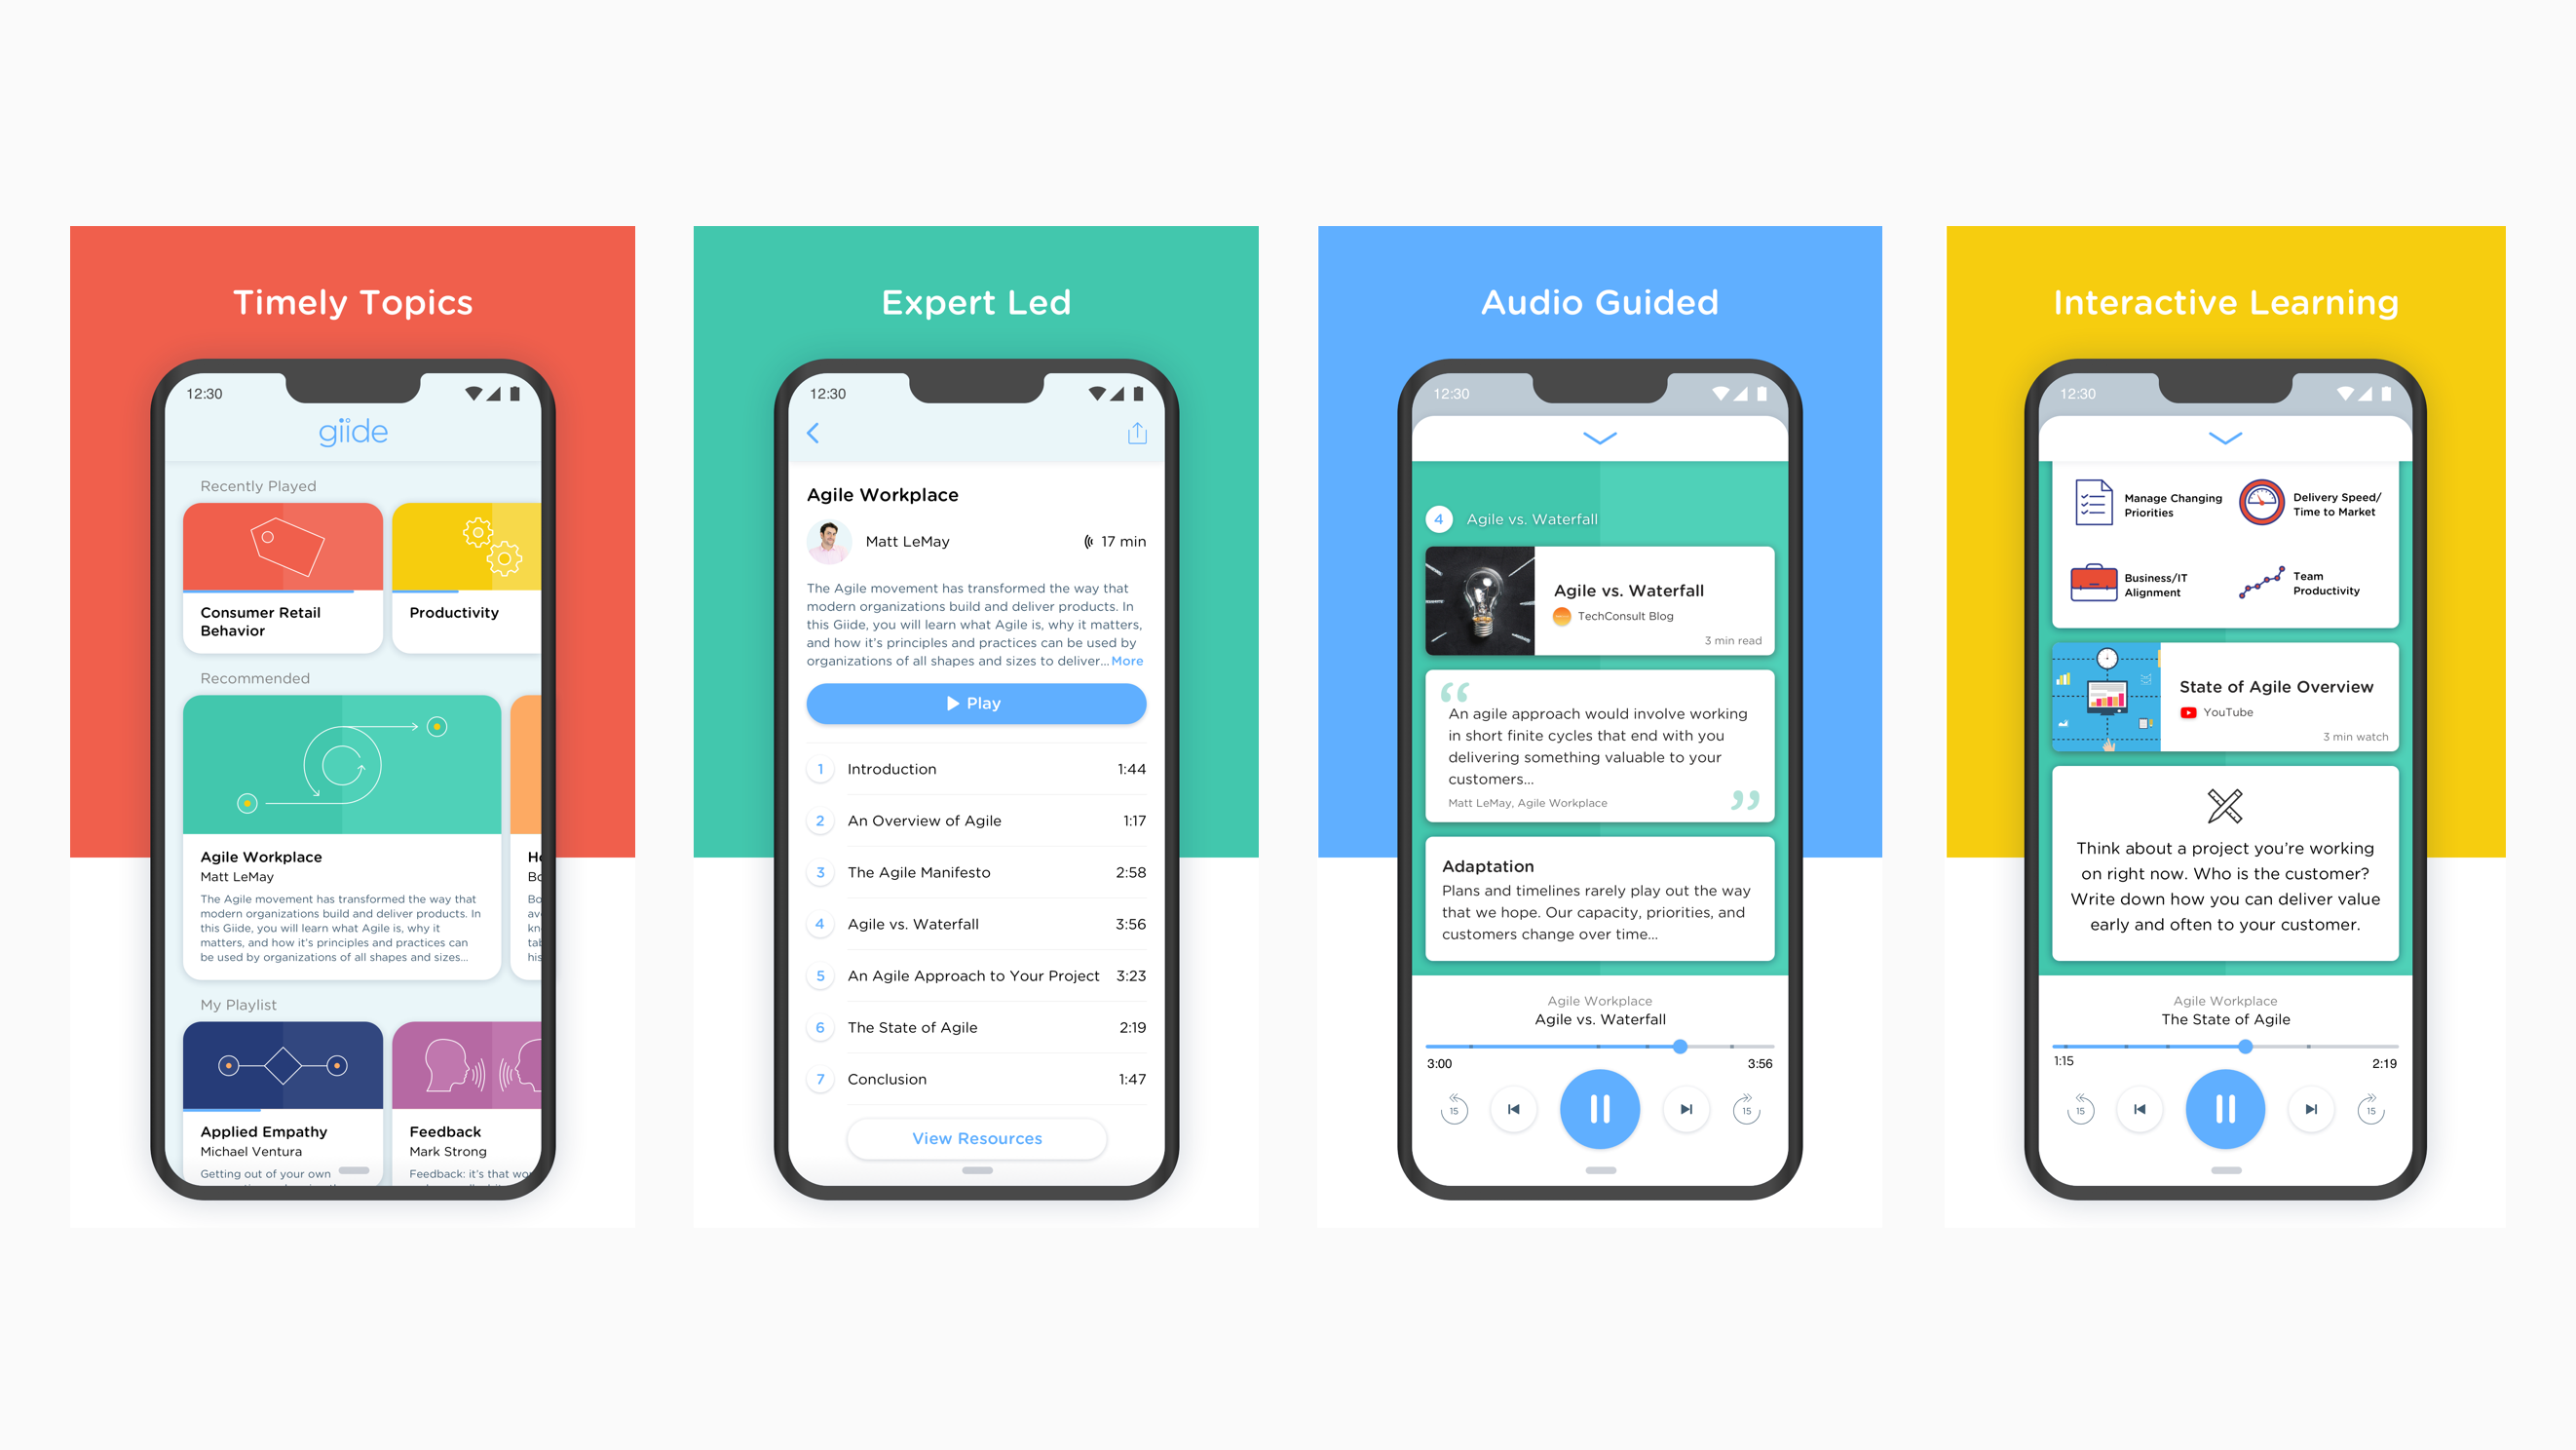 Timely Topics
12:30
giide
Recently Played
Consumer Retail
Behavior
Productivity
Recommended
Agile Workplace
Matt LeMay
The Agile movement has transformed the way that
modern organizations build and deliver products. In
this Giide, you will learn what Agile is, why it
matters, and how it's principles and practices can
be used by organizations of all shapes and sizes...
My Playlist
Applied Empathy
Michael Ventura
Getting out of your own
Feedback
Mark Strong
Feedback: it's that
Expert Led
12:30
Agile Workplace
Matt LeMay
17 min
The Agile movement has transformed the way that
modern organizations build and deliver products. In
this Giide, you will learn what Agile is, why it matters,
and how it's principles and practices can be used by
organizations of all shapes and sizes to deliver... More
Play
1 Introduction 1:44
2 An Overview of Agile 1:17
3 The Agile Manifesto 2:58
4 Agile vs. Waterfall 3:56
5 An Agile Approach to Your Project 3:23
6 The State of Agile 2:19
7 Conclusion 1:47
View Resources
Audio Guided
12:30
4 Agile vs. Waterfall
Agile vs. Waterfall
TechConsult Blog
3 min read
“
An agile approach would involve working
in short finite cycles that end with you
delivering something valuable to your
customers...
Matt LeMay, Agile Workplace
”
Adaptation
Plans and timelines rarely play out the way
that we hope. Our capacity, priorities, and
customers change over time...
Agile Workplace
Agile vs. Waterfall
3:00 3:56
15 15
Interactive Learning
12:30
Manage Changing
Priorities
Delivery Speed/
Time to Market
Business/IT
Alignment
Team
Productivity
State of Agile Overview
YouTube
3 min watch
Think about a project you're working
on right now. Who is the customer?
Write down how you can deliver value
early and often to your customer.
Agile Workplace
The State of Agile
1:15 2:19
15 15